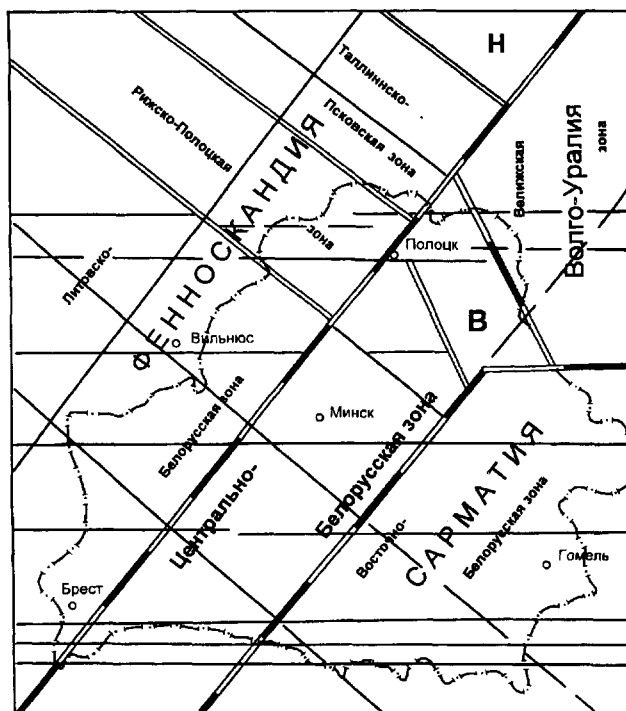 Н
Таллиннско-
Псковская зона
Рижско-Полоцкая
зона
Велижская
зона
Волго-Уралия
ФЕННОСКАНДИЯ
Полоцк
Литовско-
Белорусская зона
Вильнюс
В
Минск
Центрально-
Белорусская зона
Восточно-
Белорусская зона
САРМАТИЯ
Гомель
Брест